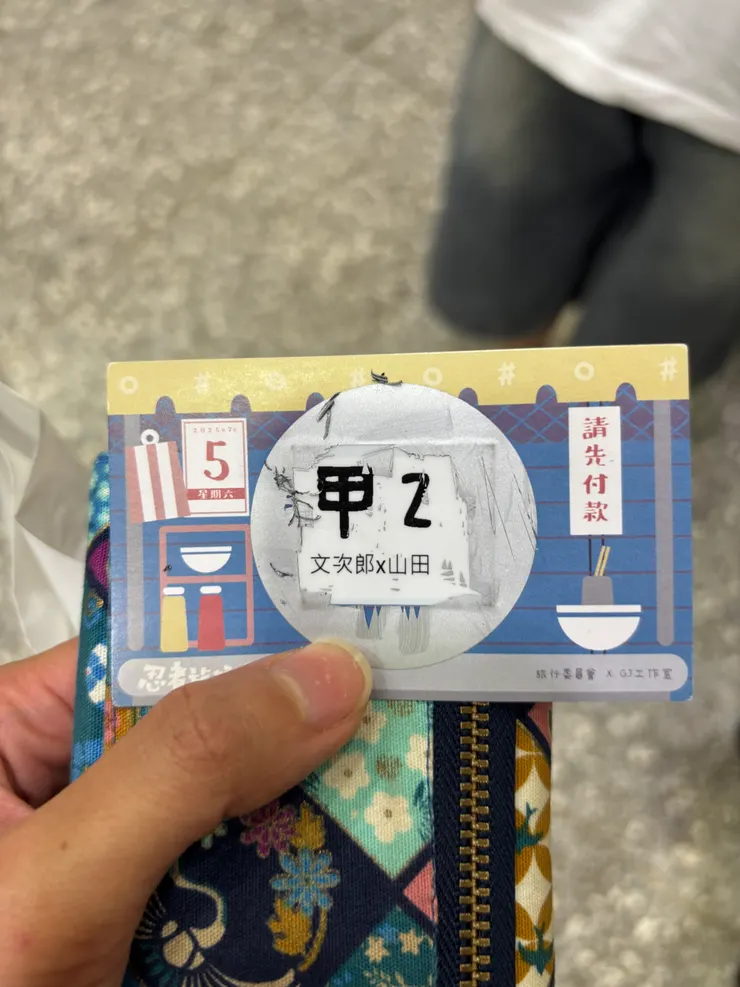 5
星期六
請先付款
甲 2
文次郎x山田
旅行委員會 X GJ工作室